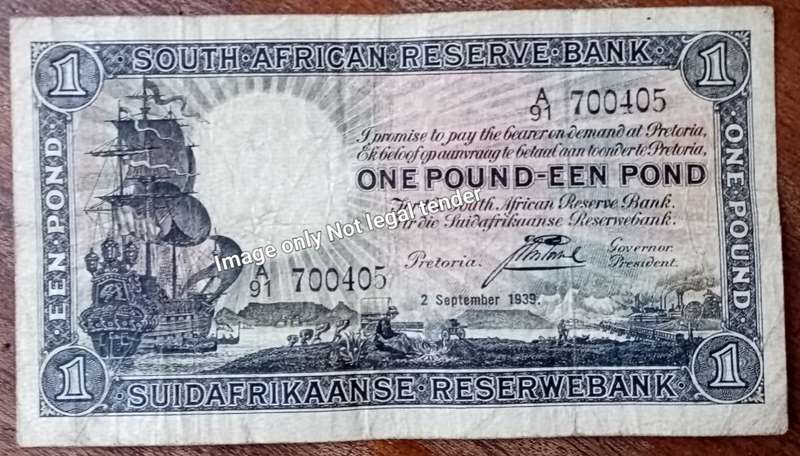 SOUTH·AFRICAN·RESERVE·BANK·
1
1
A/91 700405
I promise to pay the bearer on demand at Pretoria,
Ek beloof op aanvraag te betaal aan toonder te Pretoria,
ONE POUND-EEN POND
For the South African Reserve Bank.
Vir die Suidafrikaanse Reserwebank.
Image only Not legal tender
A/91 700405
Pretoria.
Governor.
President.
2 September 1939.
EEN·POND
ONE·POUND
1
1
SUIDAFRIKAANSE·RESERWEBANK·